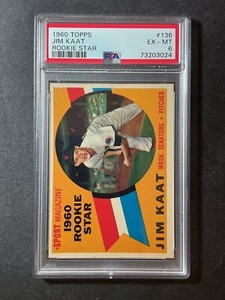 1960 TOPPS
JIM KAAT
ROOKIE STAR
#136
EX - MT
6
PSA
73203024
SPORT MAGAZINE
1960
ROOKIE
STAR
JIM KAAT
WASH. SENATORS • PITCHER